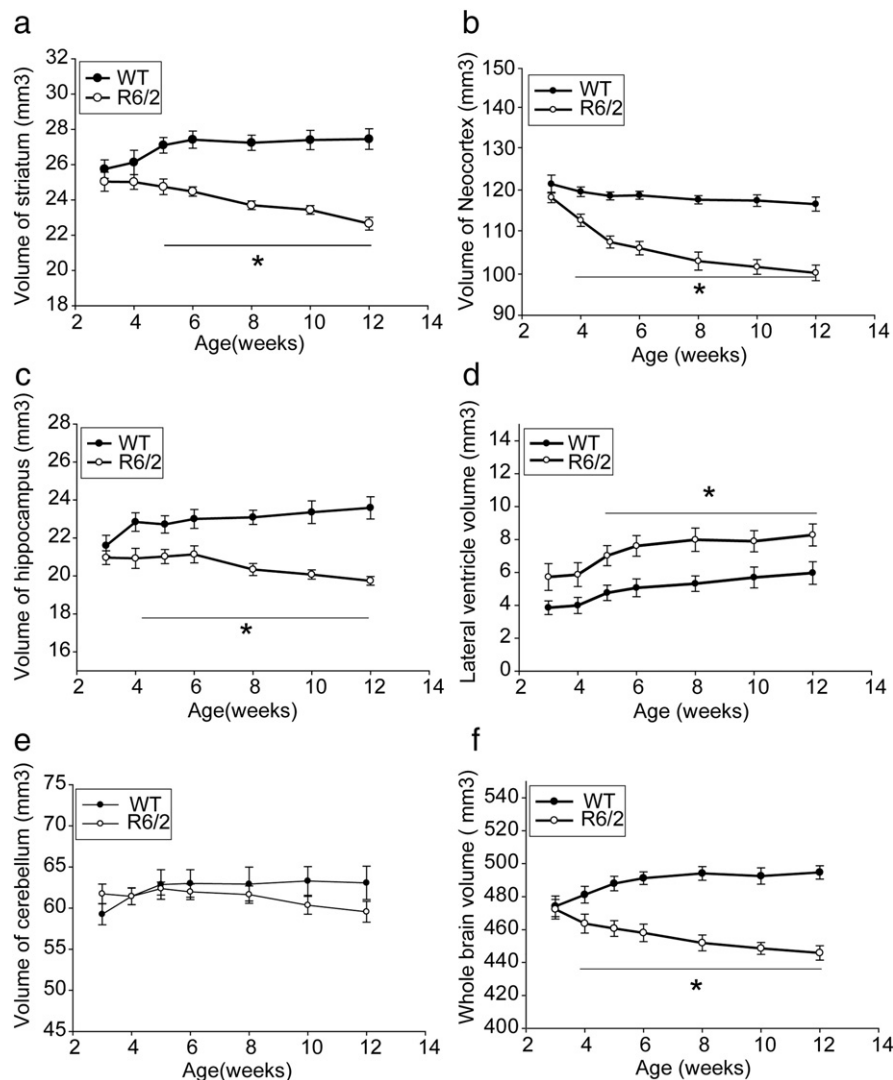 a
Volume of striatum (mm3)
32
30
28
26
24
22
20
18
WT
R6/2
*
2 4 6 8 10 12 14
Age(weeks)
b
Volume of Neocortex (mm3)
150
140
120
100
90
WT
R6/2
*
2 4 6 8 10 12 14
Age (weeks)
c
Volume of hippocampus (mm3)
28
26
24
22
20
18
16
WT
R6/2
*
2 4 6 8 10 12 14
Age(weeks)
d
Lateral ventricle volume (mm3)
14
12
10
8
6
4
2
0
WT
R6/2
*
2 4 6 8 10 12 14
Age (weeks)
e
Volume of cerebellum (mm3)
75
70
65
60
55
50
45
WT
R6/2
2 4 6 8 10 12 14
Age(weeks)
f
Whole brain volume ( mm3)
540
520
500
480
460
440
420
400
WT
R6/2
*
2 4 6 8 10 12 14
Age (weeks)